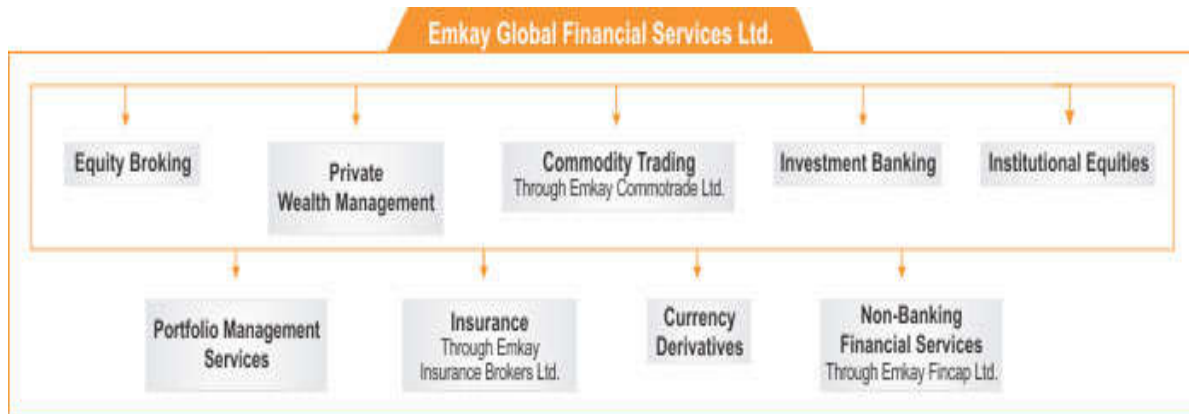 Emkay Global Financial Services Ltd.
Equity Broking
Private
Wealth Management
Commodity Trading
Through Emkay Commotrade Ltd.
Investment Banking
Institutional Equities
Portfolio Management
Services
Insurance
Through Emkay
Insurance Brokers Ltd.
Currency
Derivatives
Non-Banking
Financial Services
Through Emkay Fincap Ltd.